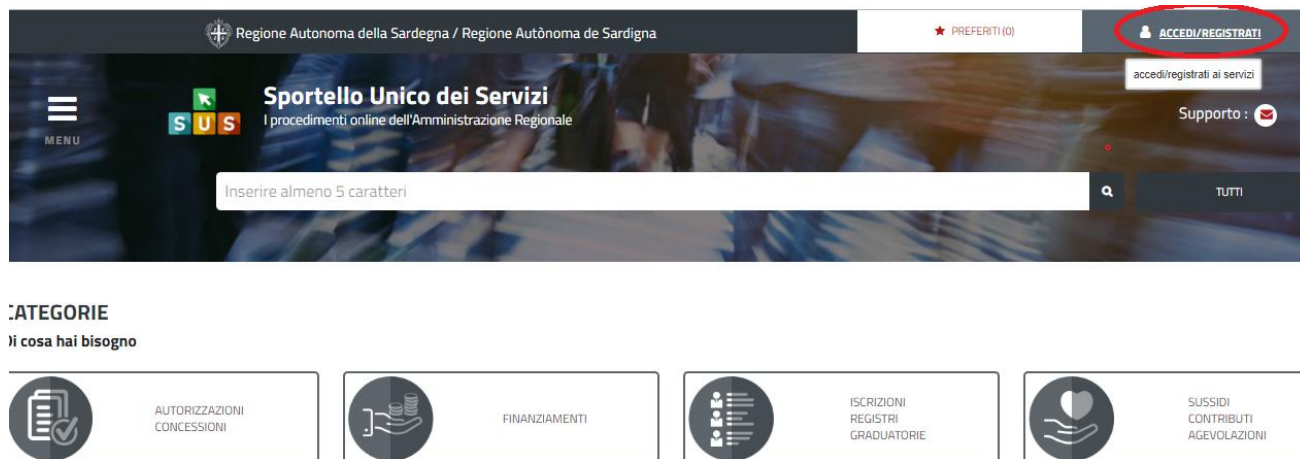 Regione Autonoma della Sardegna / Regione Autònoma de Sardigna
PREFERITI (0)
ACCEDI/REGISTRATI
accedi/registrati ai servizi
MENU
SUS
Sportello Unico dei Servizi
I procedimenti online dell'Amministrazione Regionale
Supporto :
Inserire almeno 5 caratteri
TUTTI
CATEGORIE
Di cosa hai bisogno
AUTORIZZAZIONI
CONCESSIONI
FINANZIAMENTI
ISCRIZIONI
REGISTRI
GRADUATORIE
SUSSIDI
CONTRIBUTI
AGEVOLAZIONI